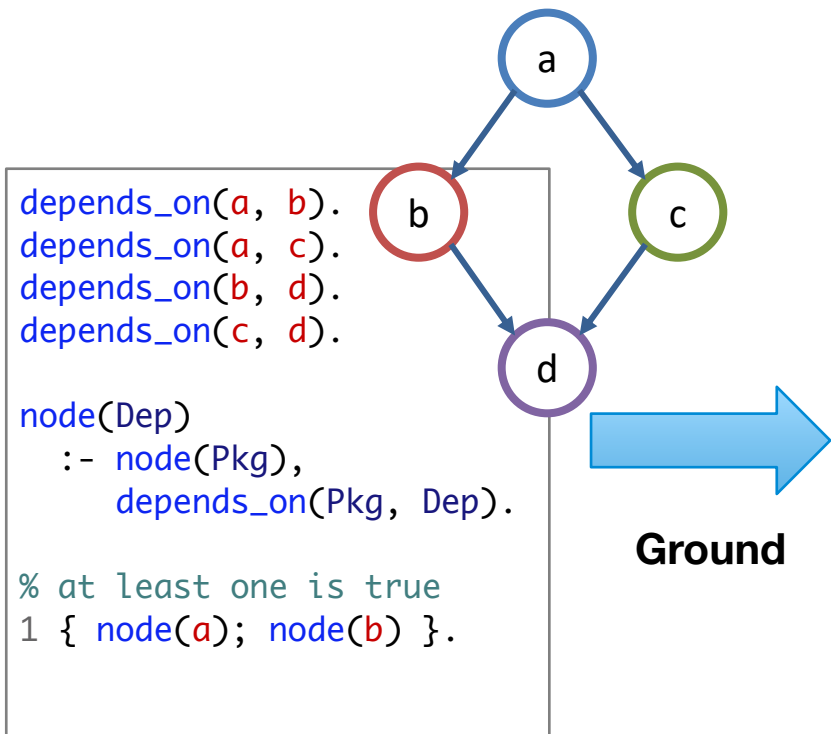 a
b
c
d
depends_on(a, b).
depends_on(a, c).
depends_on(b, d).
depends_on(c, d).
node(Dep)
  :- node(Pkg),
     depends_on(Pkg, Dep).
% at least one is true
1 { node(a); node(b) }.
Ground